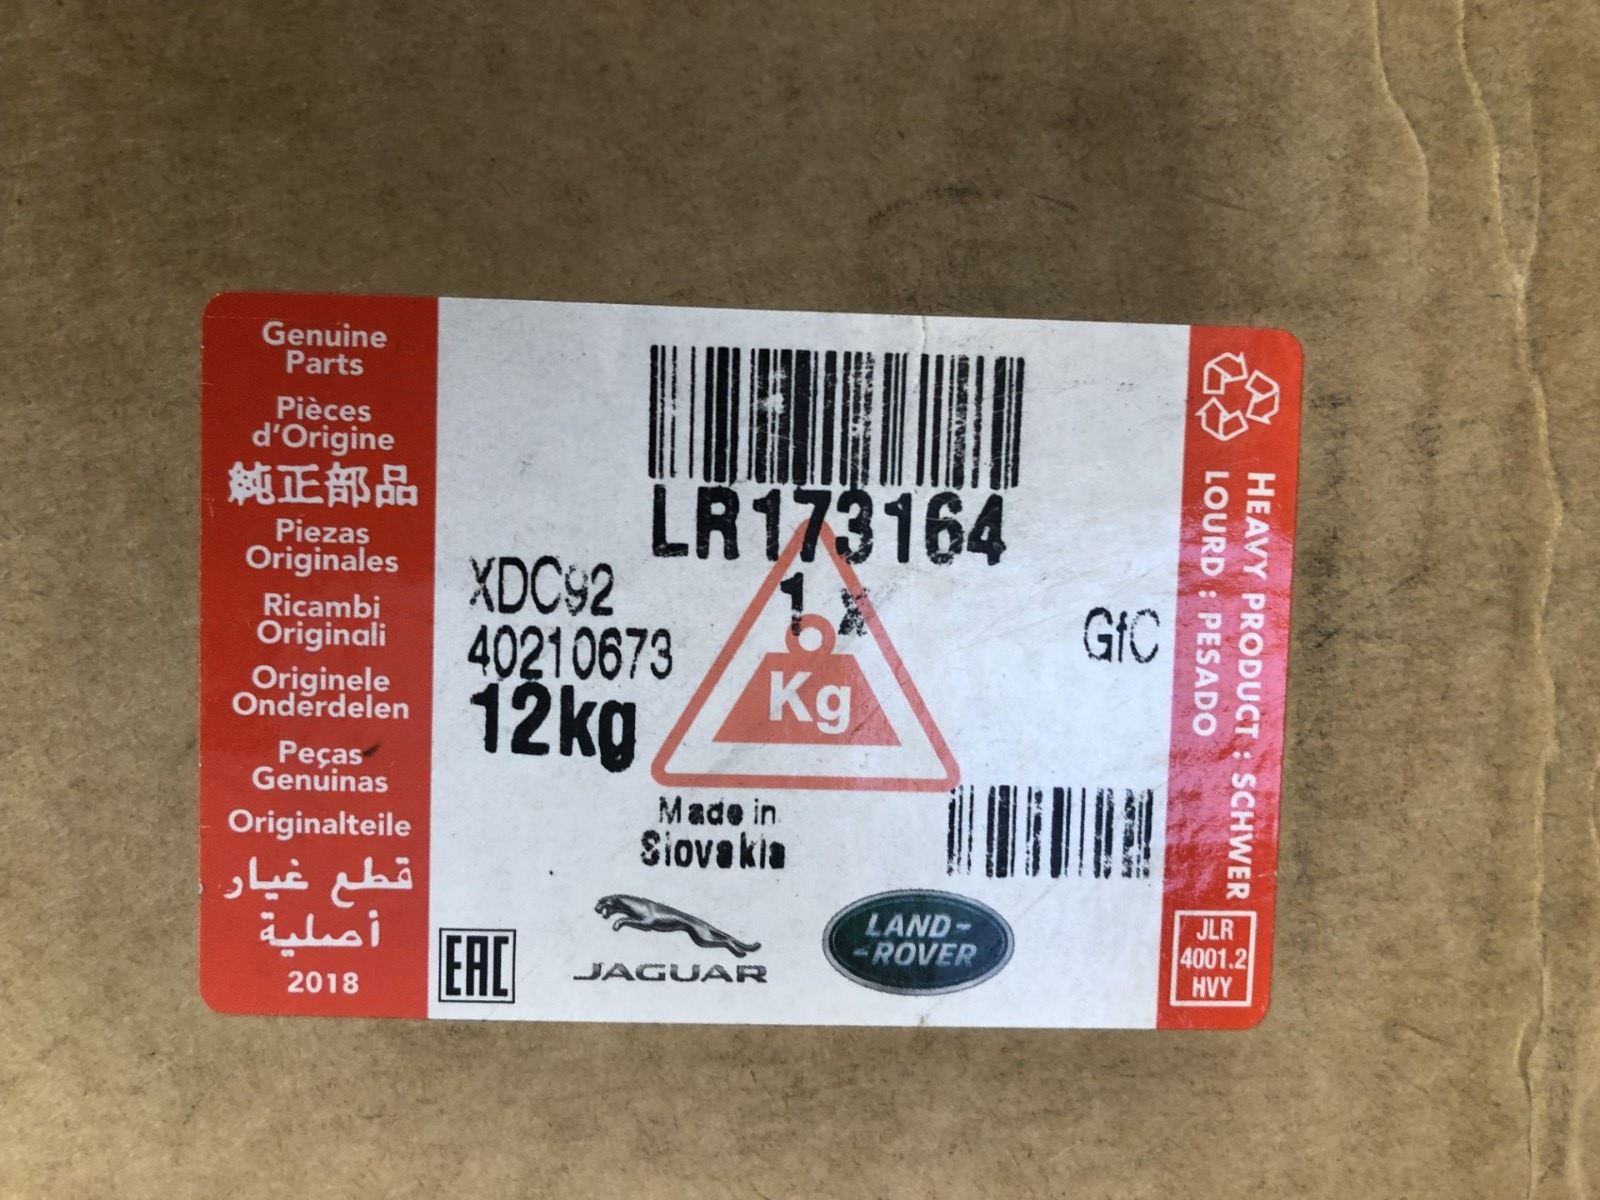 Genuine
Parts
Pièces
d'Origine
純正部品
Piezas
Originales
Ricambi
Originali
Originele
Onderdelen
Peças
Genuinas
Originalteile
قطع غيار
أصلية
2018
LR173164
1 x
XDC92
40210673
12kg
Kg
GfC
Made in
Slovakia
EAC
JAGUAR
LAND-
-ROVER
HEAVY PRODUCT : SCHWER
LOURD : PESADO
JLR
4001.2
HVY